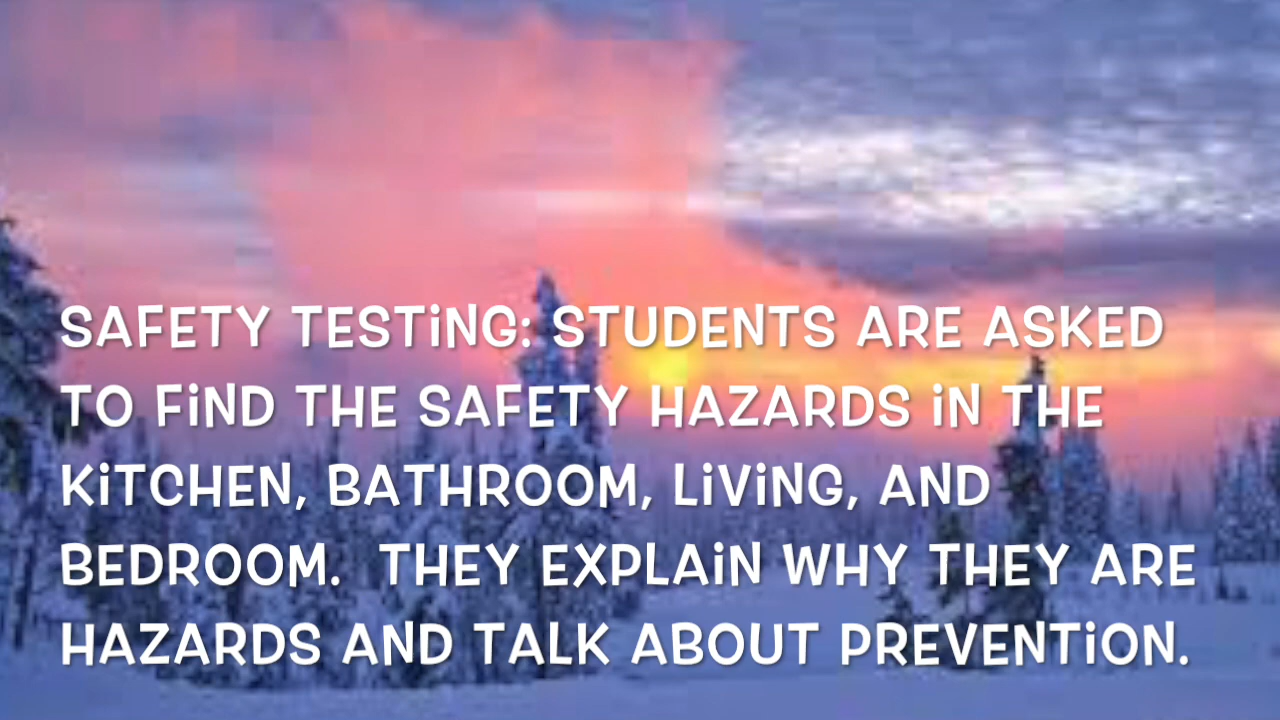 SAFETY TESTiNG: STUDENTS ARE ASKED
TO FiND THE SAFETY HAZARDS iN THE
KiTCHEN, BATHROOM, LiViNG, AND
BEDROOM.  THEY EXPLAiN WHY THEY ARE
HAZARDS AND TALK ABOUT PREVENTiON.